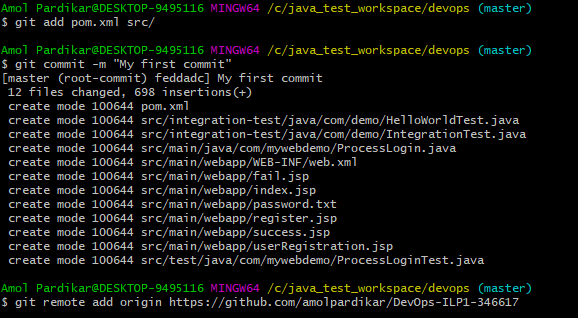 Amol Pardikar@DESKTOP-9495116 MINGW64 /c/java_test_workspace/devops (master)
$ git add pom.xml src/
Amol Pardikar@DESKTOP-9495116 MINGW64 /c/java_test_workspace/devops (master)
$ git commit -m "My first commit"
[master (root-commit) feddadc] My first commit
 12 files changed, 698 insertions(+)
 create mode 100644 pom.xml
 create mode 100644 src/integration-test/java/com/demo/HelloWorldTest.java
 create mode 100644 src/integration-test/java/com/demo/IntegrationTest.java
 create mode 100644 src/main/java/com/mywebdemo/ProcessLogin.java
 create mode 100644 src/main/webapp/WEB-INF/web.xml
 create mode 100644 src/main/webapp/fail.jsp
 create mode 100644 src/main/webapp/index.jsp
 create mode 100644 src/main/webapp/password.txt
 create mode 100644 src/main/webapp/register.jsp
 create mode 100644 src/main/webapp/success.jsp
 create mode 100644 src/main/webapp/userRegistration.jsp
 create mode 100644 src/test/java/com/mywebdemo/ProcessLoginTest.java
Amol Pardikar@DESKTOP-9495116 MINGW64 /c/java_test_workspace/devops (master)
$ git remote add origin https://github.com/amolpardikar/DevOps-ILP1-346617